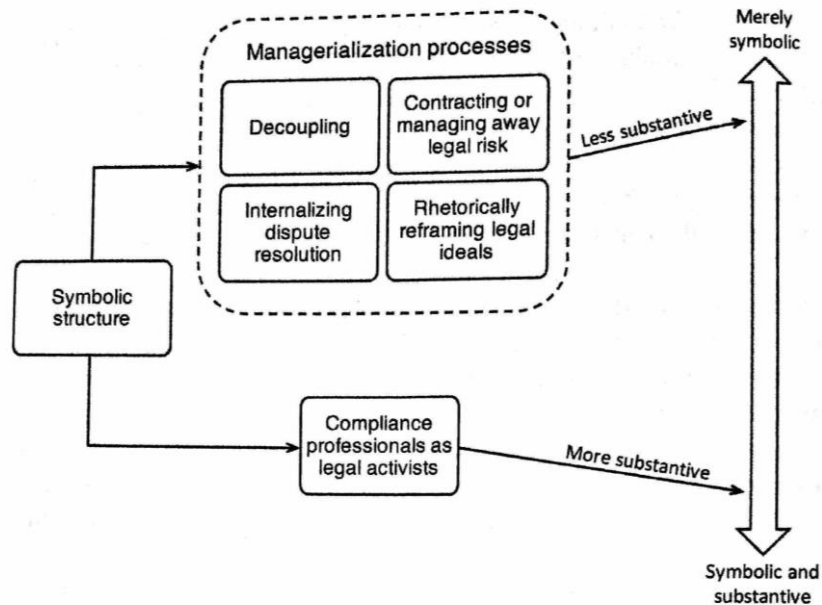 Merely
symbolic
Managerialization processes
Decoupling
Contracting or
managing away
legal risk
Less substantive
Internalizing
dispute
resolution
Rhetorically
reframing legal
ideals
Symbolic
structure
Compliance
professionals as
legal activists
More substantive
Symbolic and
substantive